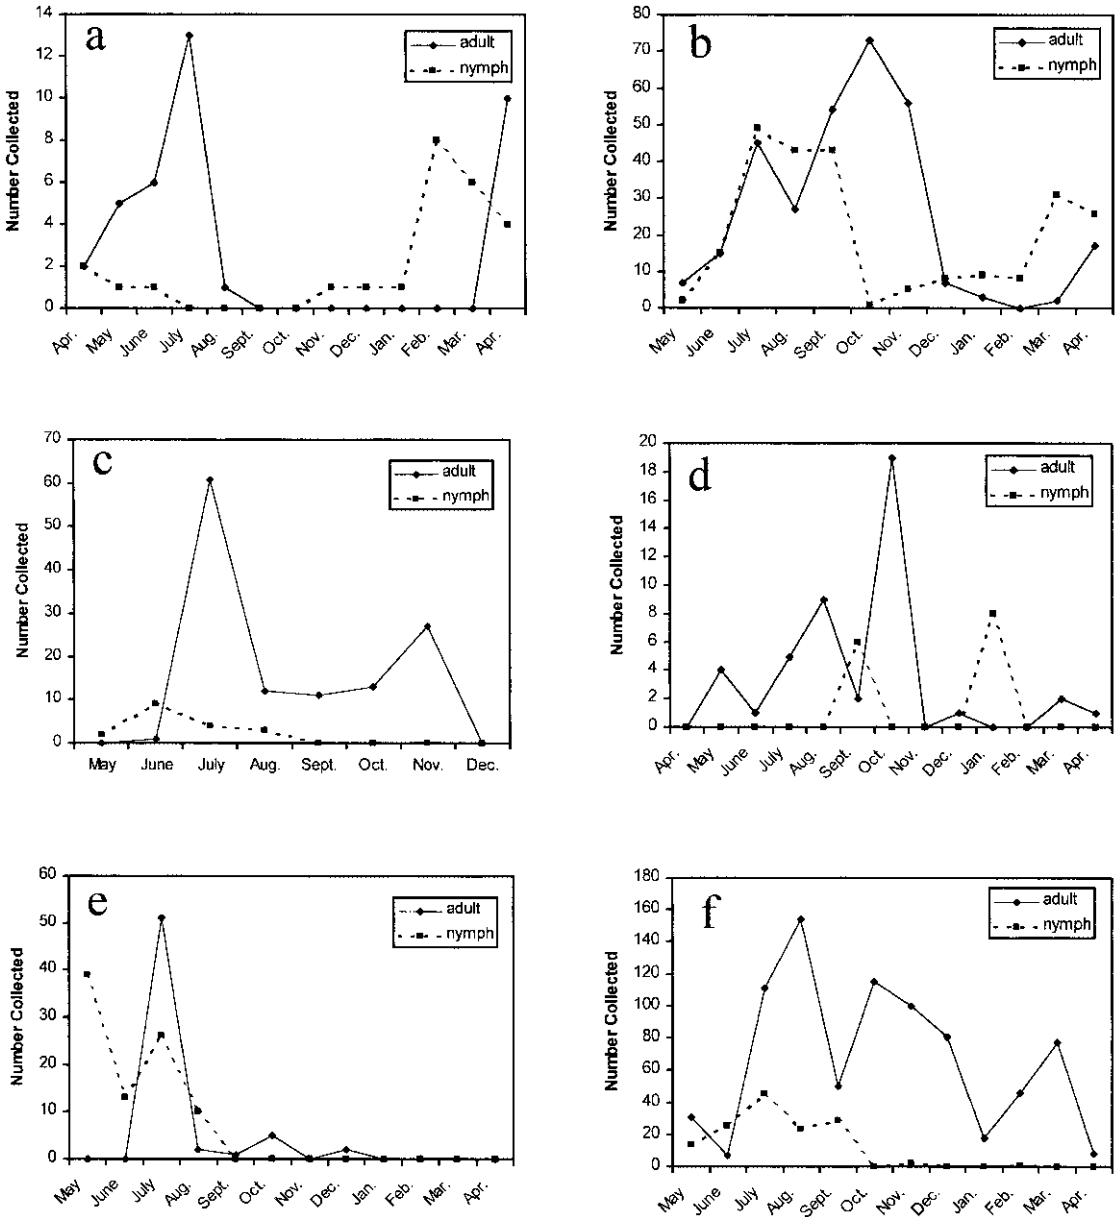 a
14
12
10
8
6
4
2
0
Number Collected
adult
nymph
Apr. May June July Aug. Sept. Oct. Nov. Dec. Jan. Feb. Mar. Apr.
b
80
70
60
50
40
30
20
10
0
Number Collected
adult
nymph
May June July Aug. Sept. Oct. Nov. Dec. Jan. Feb. Mar. Apr.
c
70
60
50
40
30
20
10
0
Number Collected
adult
nymph
May June July Aug. Sept. Oct. Nov. Dec.
d
20
18
16
14
12
10
8
6
4
2
0
Number Collected
adult
nymph
Apr. May June July Aug. Sept. Oct. Nov. Dec. Jan. Feb. Mar. Apr.
e
60
50
40
30
20
10
0
Number Collected
adult
nymph
May June July Aug. Sept. Oct. Nov. Dec. Jan. Feb. Mar. Apr.
f
180
160
140
120
100
80
60
40
20
0
Number Collected
adult
nymph
May June July Aug. Sept. Oct. Nov. Dec. Jan. Feb. Mar. Apr.